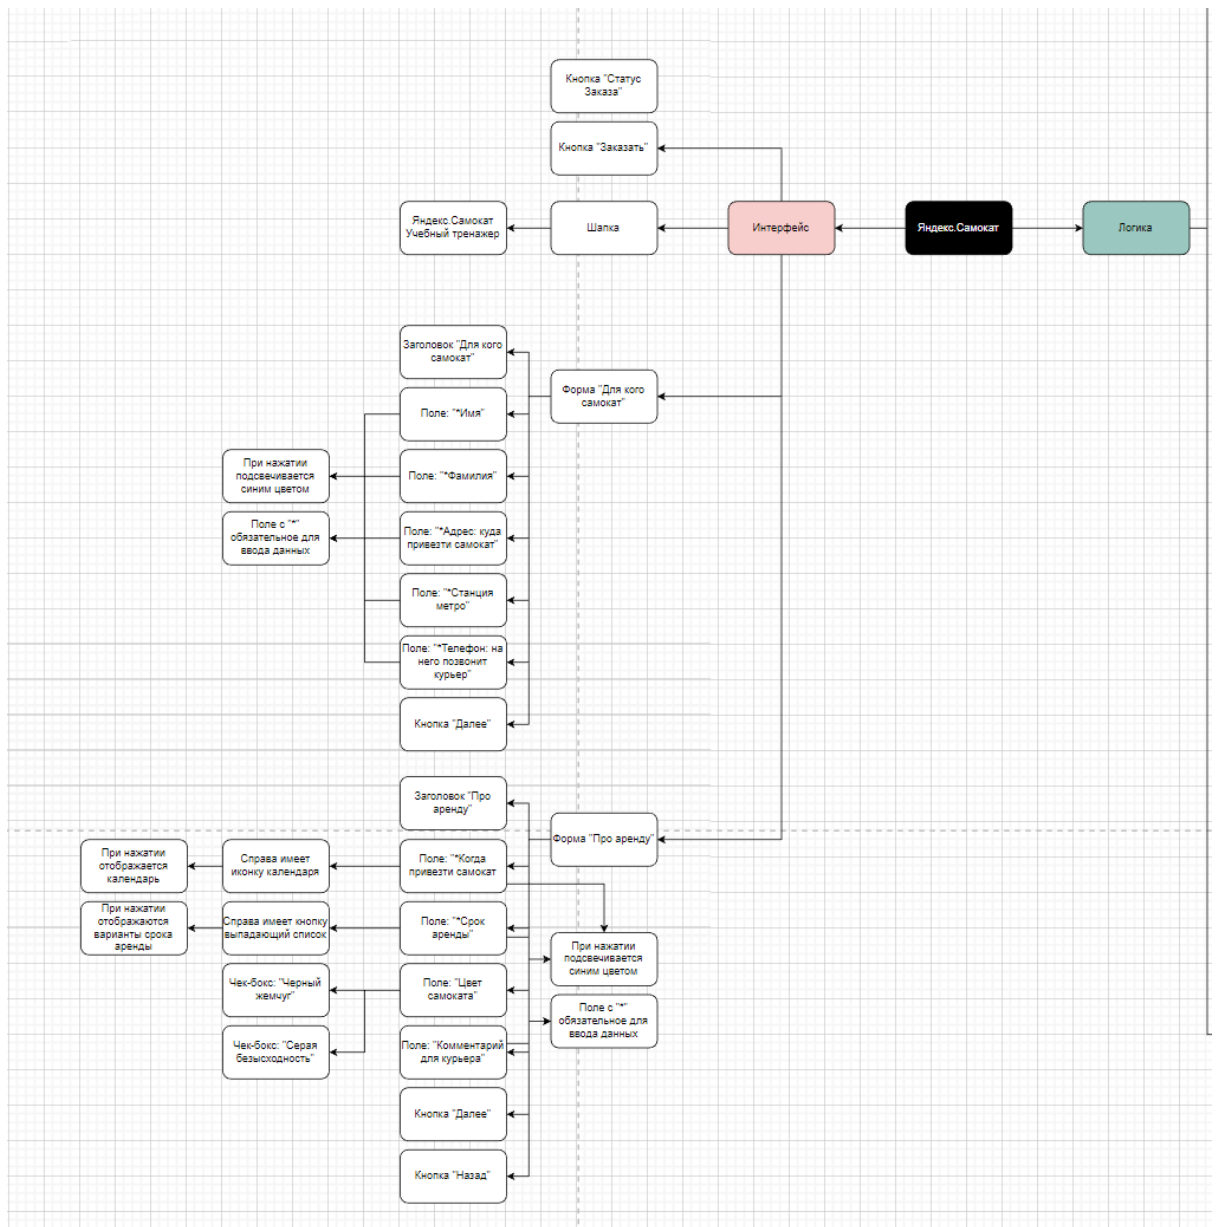 Кнопка "Статус
Заказа"
Кнопка "Заказать"
Яндекс.Самокат
Учебный тренажер
Шапка
Интерфейс
Яндекс.Самокат
Логика
Заголовок "Для кого
самокат"
Форма "Для кого
самокат"
Поле: "*Имя"
При нажатии
подсвечивается
синим цветом
Поле: "*Фамилия"
Поле с "*"
обязательное для
ввода данных
Поле: "*Адрес: куда
привезти самокат"
Поле: "*Станция
метро"
Поле: "*Телефон: на
него позвонит
курьер"
Кнопка "Далее"
Заголовок "Про
аренду"
Форма "Про аренду"
При нажатии
отображается
календарь
Справа имеет
иконку календаря
Поле: "*Когда
привезти самокат
При нажатии
отображаются
варианты срока
аренды
Справа имеет кнопку
выпадающий список
Поле: "*Срок
аренды"
При нажатии
подсвечивается
синим цветом
Чек-бокс: "Черный
жемчуг"
Поле: "Цвет
самоката"
Поле с "*"
обязательное для
ввода данных
Чек-бокс: "Серая
безысходность"
Поле: "Комментарий
для курьера"
Кнопка "Далее"
Кнопка "Назад"